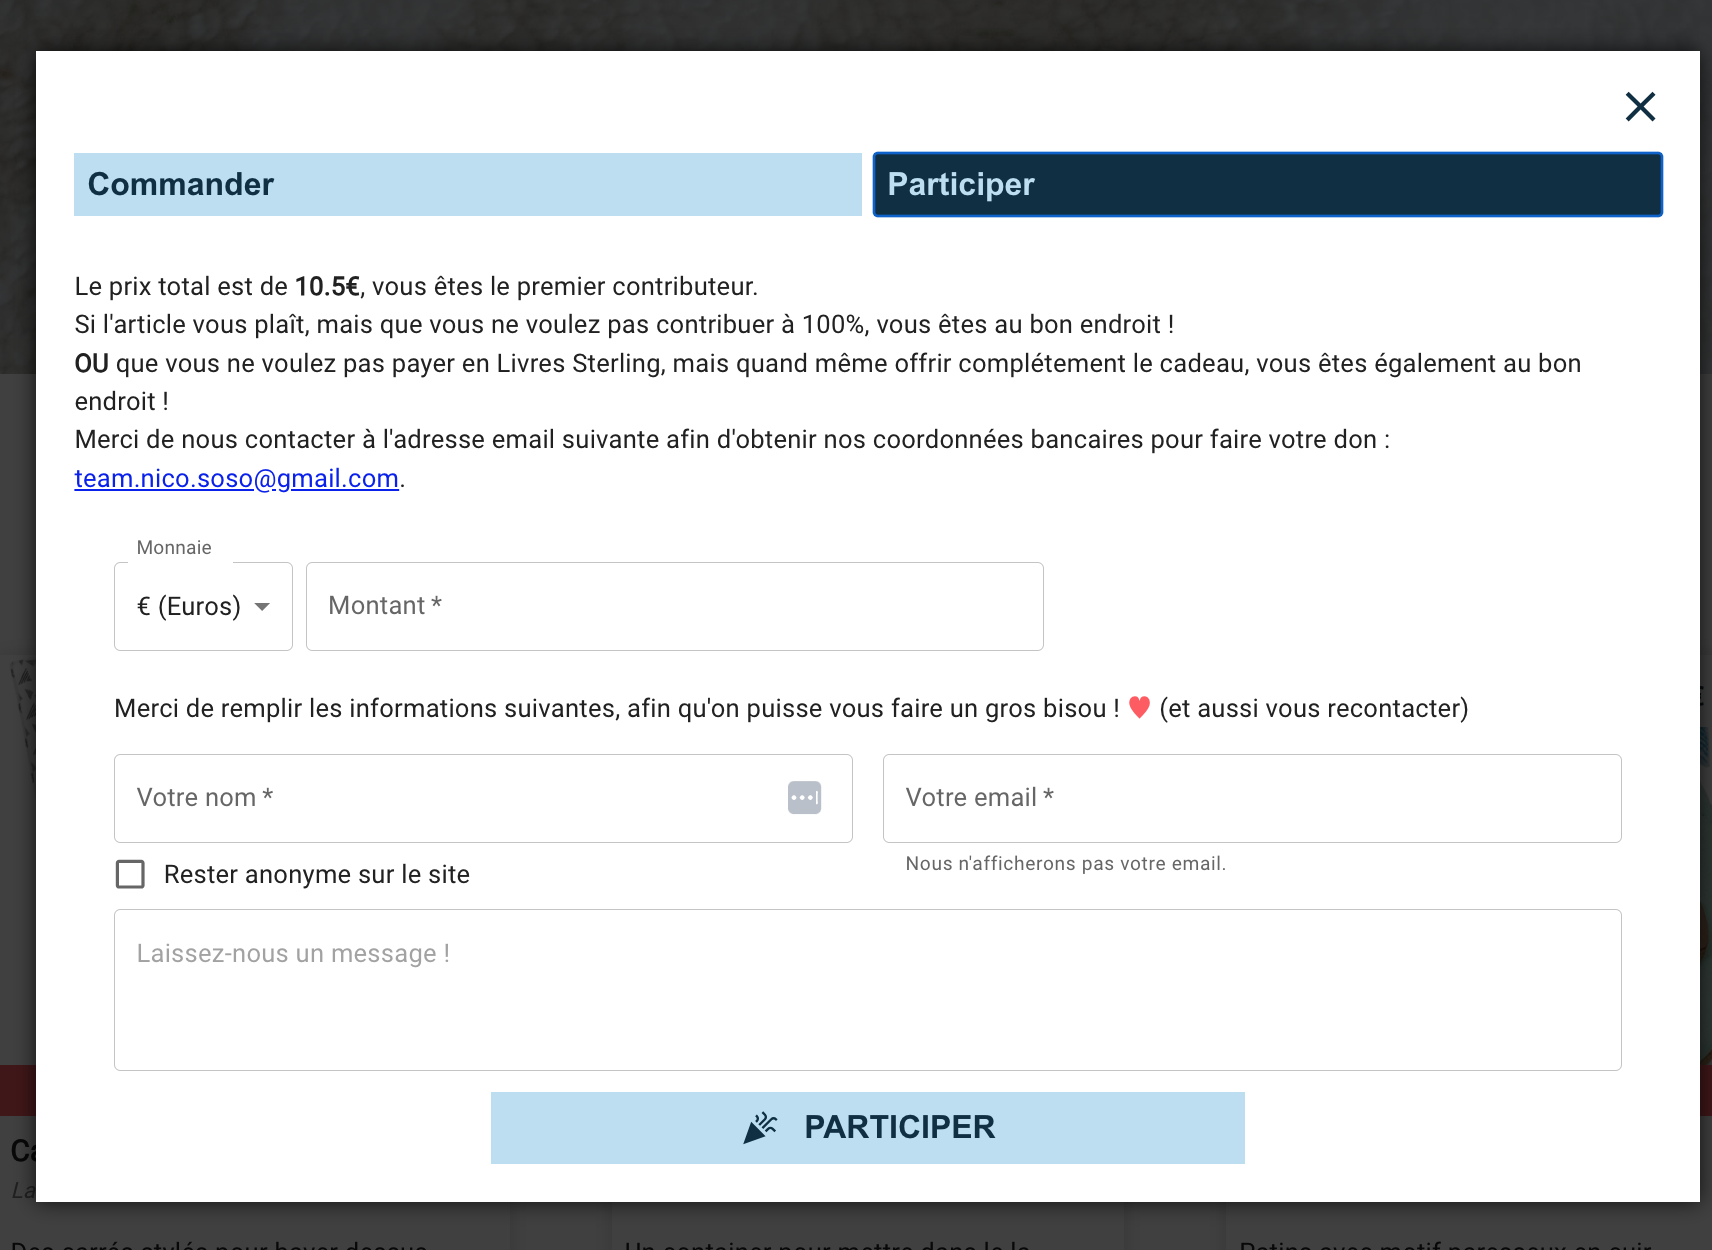 Commander
Participer
Le prix total est de 10.5€, vous êtes le premier contributeur.
Si l'article vous plaît, mais que vous ne voulez pas contribuer à 100%, vous êtes au bon endroit !
OU que vous ne voulez pas payer en Livres Sterling, mais quand même offrir complétement le cadeau, vous êtes également au bon
endroit !
Merci de nous contacter à l'adresse email suivante afin d'obtenir nos coordonnées bancaires pour faire votre don :
team.nico.soso@gmail.com.
Monnaie
€ (Euros)
Montant *
Merci de remplir les informations suivantes, afin qu'on puisse vous faire un gros bisou ! ♥ (et aussi vous recontacter)
Votre nom *
Votre email *
Nous n'afficherons pas votre email.
Rester anonyme sur le site
Laissez-nous un message !
PARTICIPER